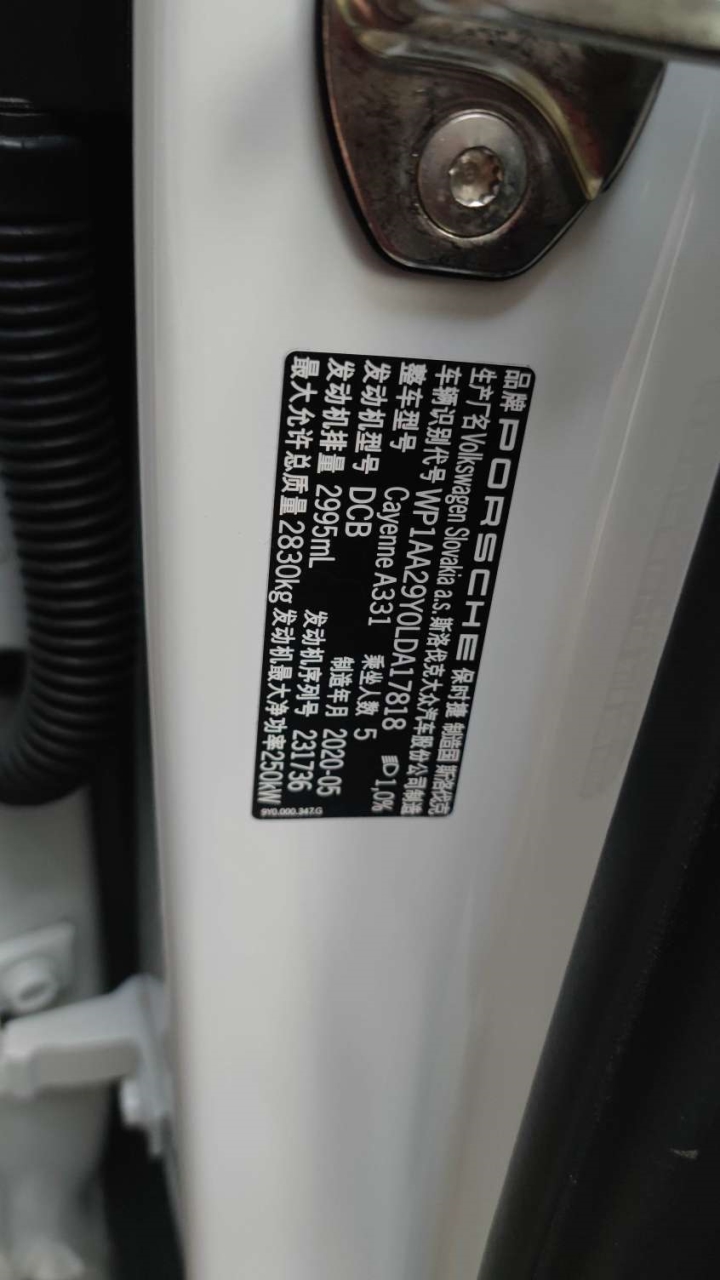 品牌 PORSCHE 保时捷 制造国 斯洛伐克
生产厂名 Volkswagen Slovakia a.s. 斯洛伐克大众汽车股份公司制造
车辆识别代号 WP1AA29Y0LDA17818 1,0%
整车型号 Cayenne A331 乘坐人数 5
发动机型号 DCB 制造年月 2020-05
发动机排量 2995mL 发动机序列号 231736
最大允许总质量 2830kg 发动机最大净功率250kW
9Y0.000.347.G